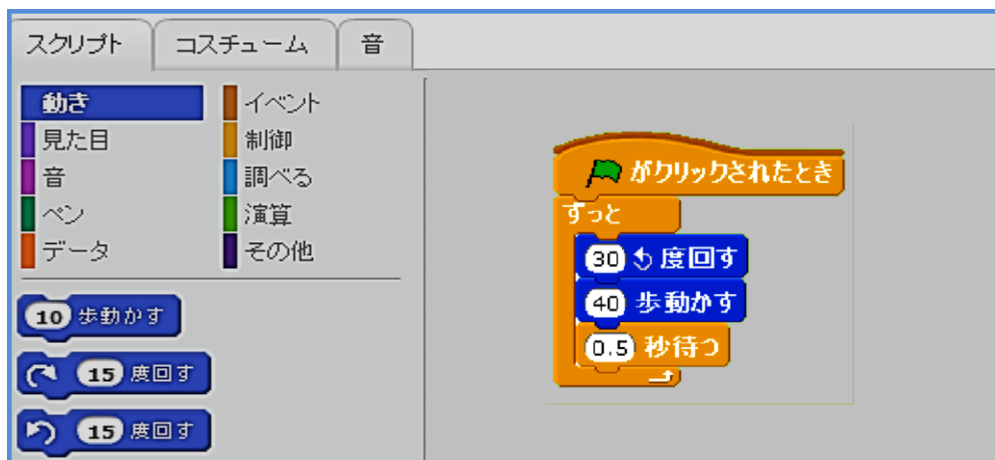 スクリプト コスチューム 音
動き イベント
見た目 制御
音 調べる
ペン 演算
データ その他
10 歩動かす
15 度回す
15 度回す
がクリックされたとき
ずっと
30 度回す
40 歩動かす
0.5 秒待つ